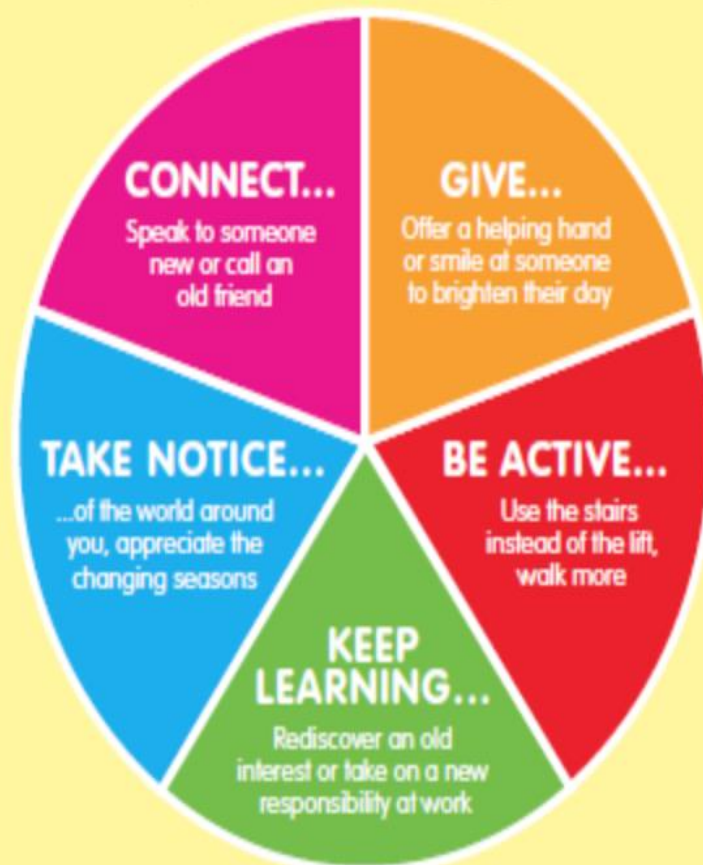 CONNECT...
Speak to someone
new or call an
old friend
GIVE...
Offer a helping hand
or smile at someone
to brighten their day
BE ACTIVE...
Use the stairs
instead of the lift,
walk more
KEEP
LEARNING...
Rediscover an old
interest or take on a new
responsibility at work
TAKE NOTICE...
...of the world around
you, appreciate the
changing seasons